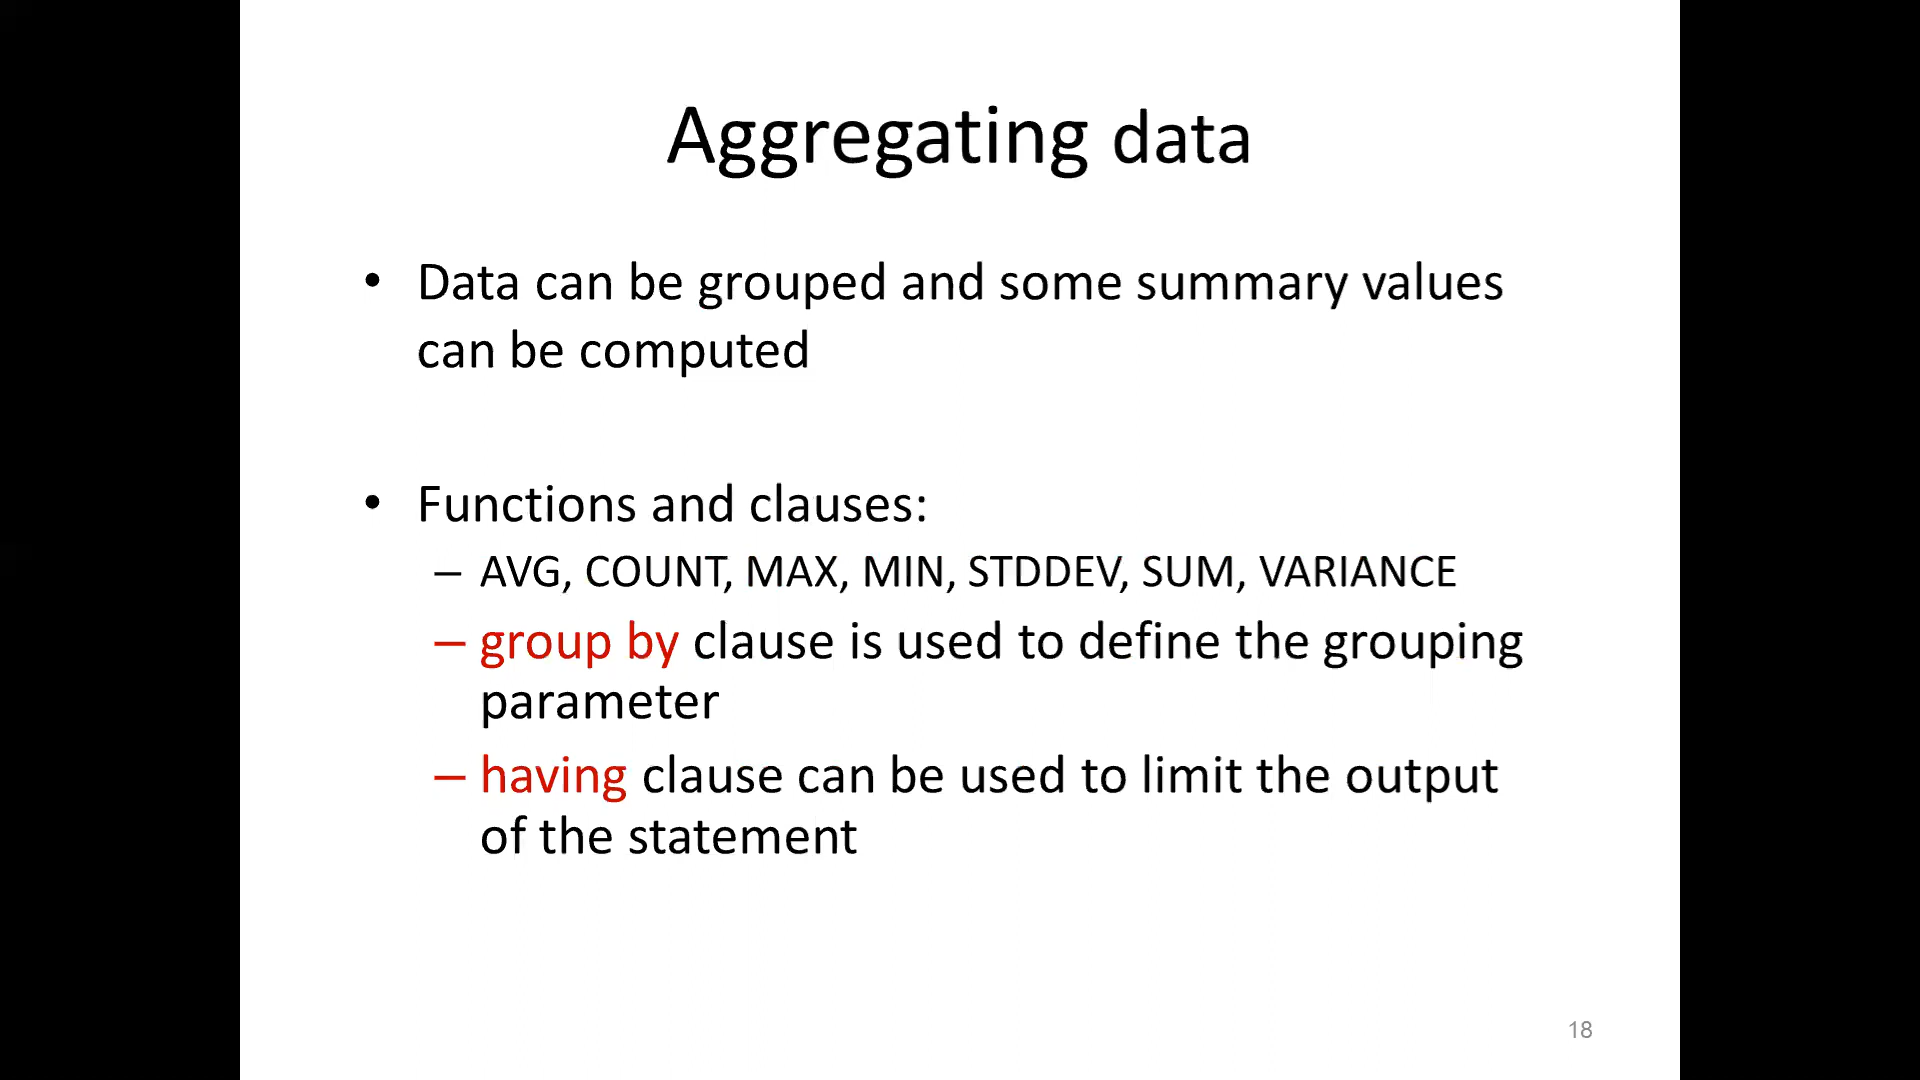 Aggregating data
• Data can be grouped and some summary values
can be computed
• Functions and clauses:
– AVG, COUNT, MAX, MIN, STDDEV, SUM, VARIANCE
– group by clause is used to define the grouping
parameter
– having clause can be used to limit the output
of the statement
18